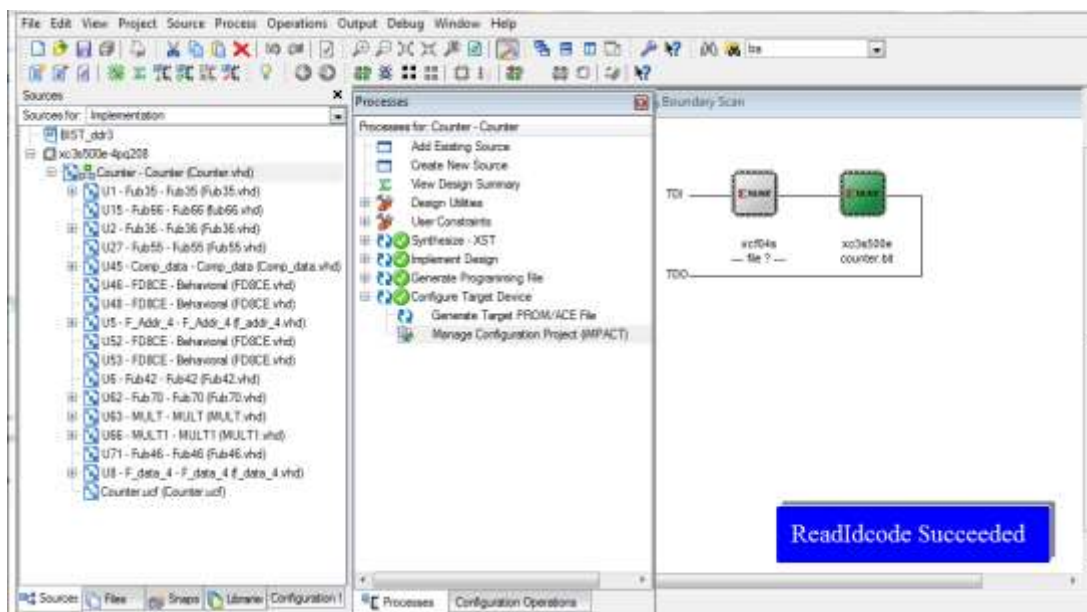 File Edit View Project Source Process Operations Output Debug Window Help
Sources
Sources for: Implementation
BIST_ddr3
xc3s500e-4pq208
Counter - Counter (Counter.vhd)
U1 - Fub35 - Fub35 (Fub35.vhd)
U15 - Fub66 - Fub66 (fub66.vhd)
U2 - Fub36 - Fub36 (Fub36.vhd)
U27 - Fub55 - Fub55 (Fub55.vhd)
U45 - Comp_data - Comp_data (Comp_data.vhd)
U46 - FD8CE - Behavioral (FD8CE.vhd)
U48 - FD8CE - Behavioral (FD8CE.vhd)
U5 - F_Addr_4 - F_Addr_4 (f_addr_4.vhd)
U52 - FD8CE - Behavioral (FD8CE.vhd)
U53 - FD8CE - Behavioral (FD8CE.vhd)
U6 - Fub42 - Fub42 (Fub42.vhd)
U62 - Fub70 - Fub70 (Fub70.vhd)
U63 - MULT - MULT (MULT.vhd)
U66 - MULT1 - MULT1 (MULT1.vhd)
U71 - Fub46 - Fub46 (Fub46.vhd)
U8 - F_data_4 - F_data_4 (f_data_4.vhd)
Counter.ucf (Counter.ucf)
Sources Files Snaps Libraries Configuration
Processes
Processes for: Counter - Counter
Add Existing Source
Create New Source
View Design Summary
Design Utilities
User Constraints
Synthesize - XST
Implement Design
Generate Programming File
Configure Target Device
Generate Target PROM/ACE File
Manage Configuration Project (iMPACT)
Processes Configuration Operations
Boundary Scan
TDI
XILINX XILINX
xcf04s xc3s500e
--- file ? --- counter.bit
TDO
ReadIdcode Succeeded